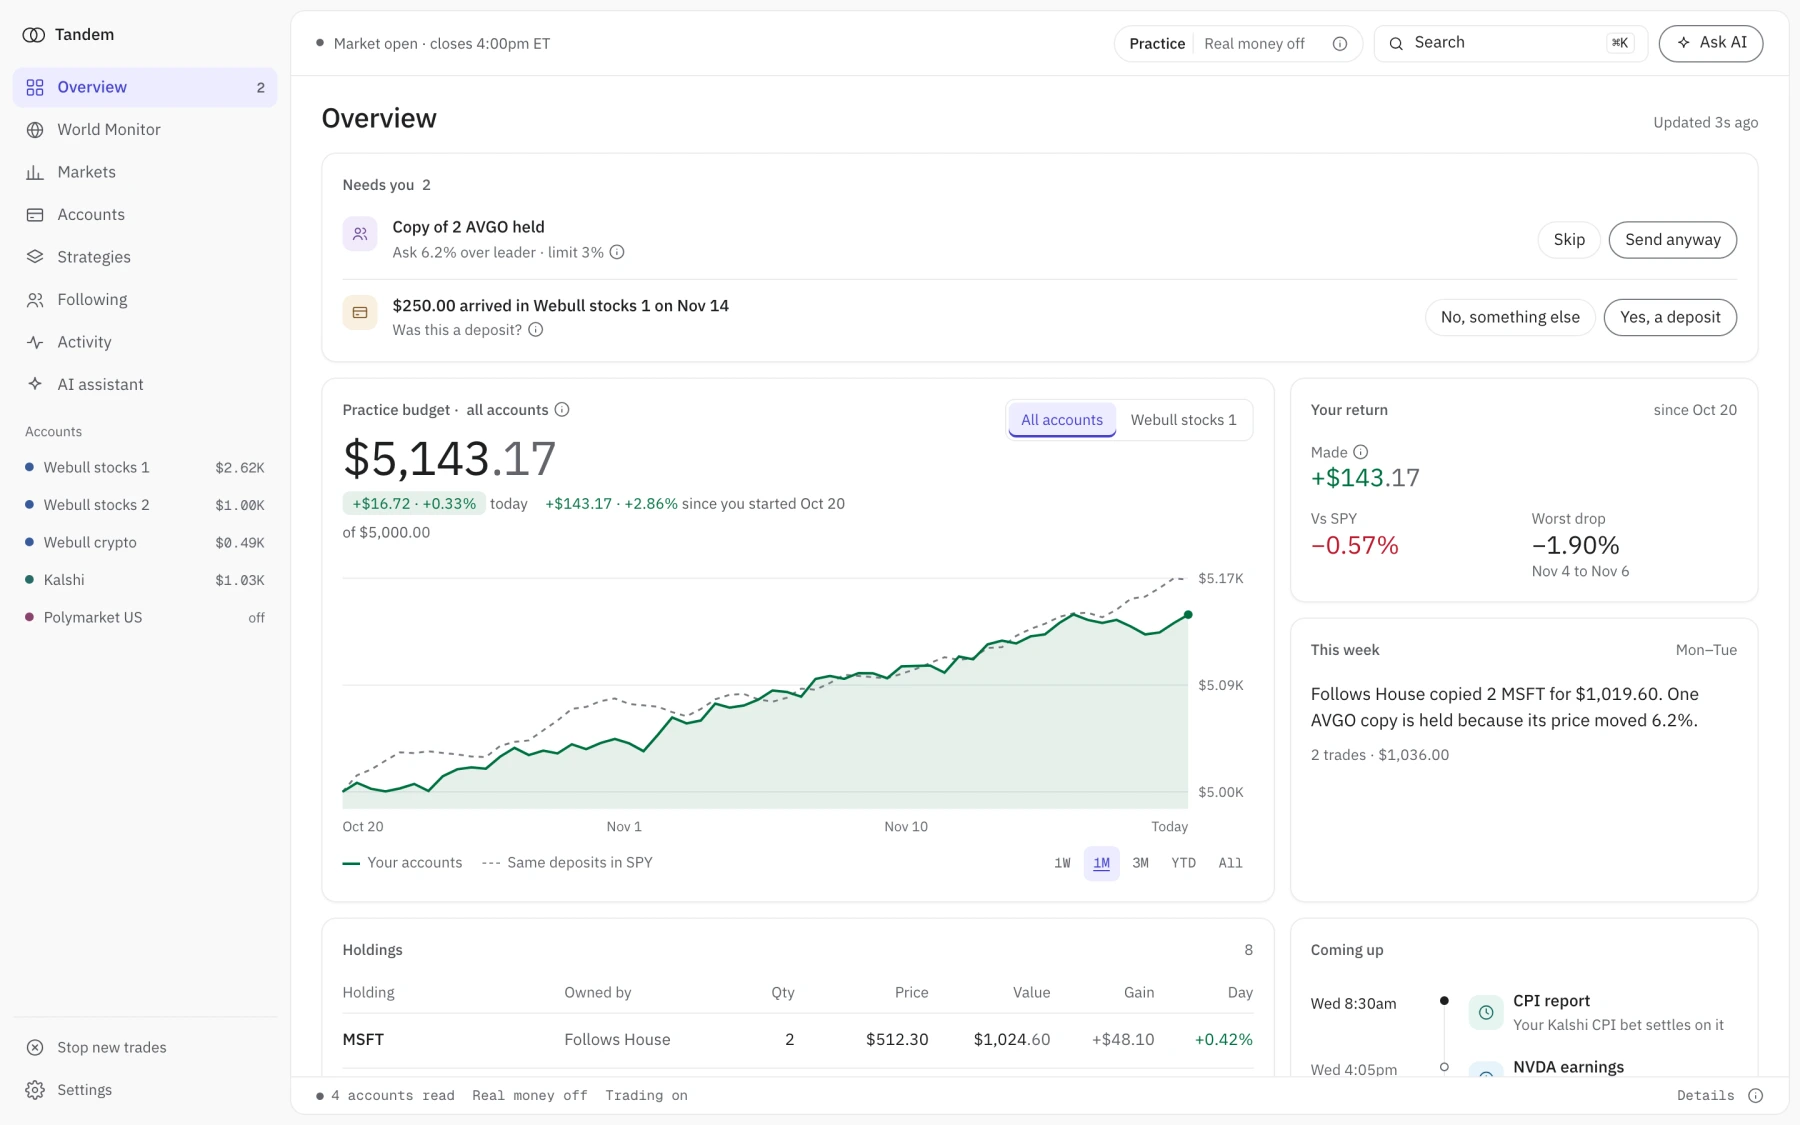 Tandem
Overview 2
World Monitor
Markets
Accounts
Strategies
Following
Activity
AI assistant
Accounts
Webull stocks 1 $2.62K
Webull stocks 2 $1.00K
Webull crypto $0.49K
Kalshi $1.03K
Polymarket US off
Stop new trades
Settings
Market open · closes 4:00pm ET
Practice Real money off
Search ⌘K
Ask AI
Overview
Updated 3s ago
Needs you 2
Copy of 2 AVGO held
Ask 6.2% over leader · limit 3%
Skip Send anyway
$250.00 arrived in Webull stocks 1 on Nov 14
Was this a deposit?
No, something else Yes, a deposit
Practice budget · all accounts
All accounts Webull stocks 1
$5,143.17
+$16.72 · +0.33% today +$143.17 · +2.86% since you started Oct 20
of $5,000.00
$5.17K
$5.09K
$5.00K
Oct 20 Nov 1 Nov 10 Today
Your accounts Same deposits in SPY
1W 1M 3M YTD All
Your return since Oct 20
Made
+$143.17
Vs SPY Worst drop
−0.57% −1.90%
Nov 4 to Nov 6
This week Mon–Tue
Follows House copied 2 MSFT for $1,019.60. One
AVGO copy is held because its price moved 6.2%.
2 trades · $1,036.00
Holdings 8
Holding Owned by Qty Price Value Gain Day
MSFT Follows House 2 $512.30 $1,024.60 +$48.10 +0.42%
Coming up
Wed 8:30am CPI report
Your Kalshi CPI bet settles on it
Wed 4:05pm NVDA earnings
4 accounts read Real money off Trading on
Details